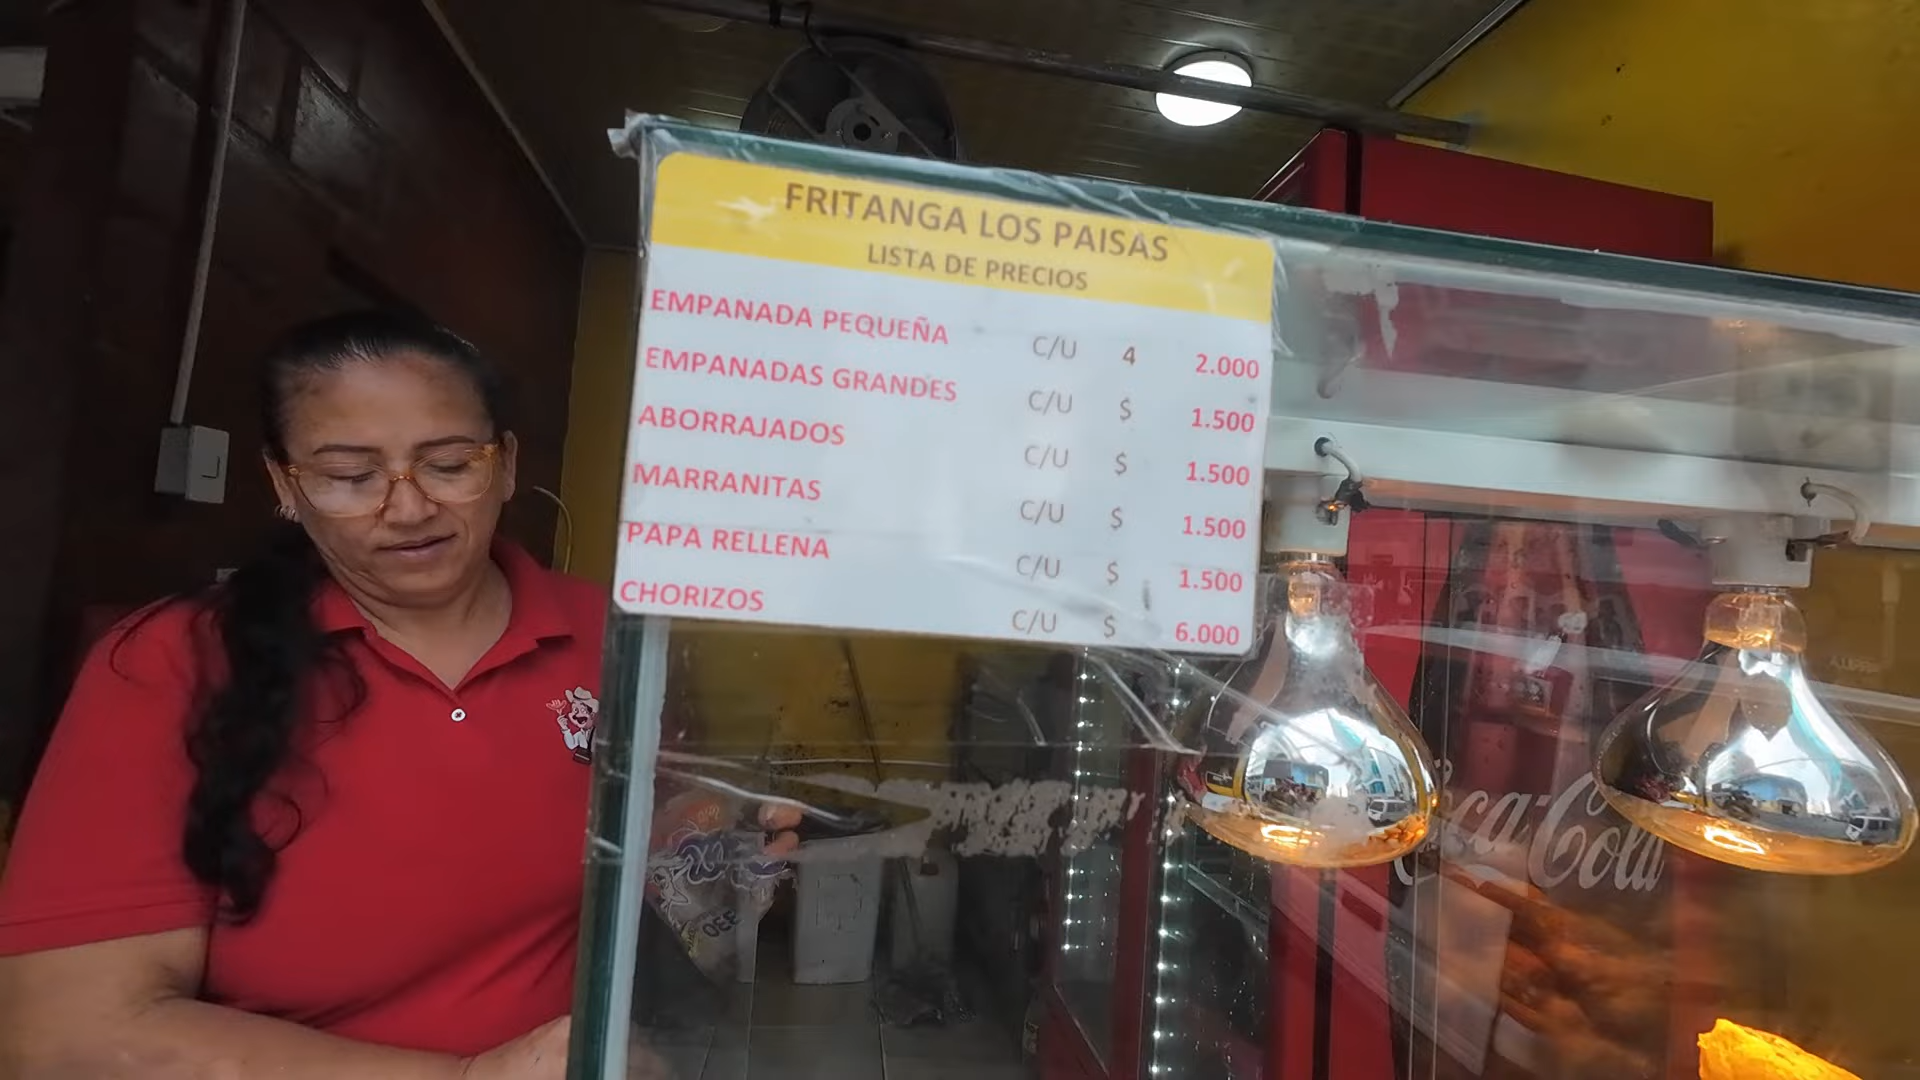 FRITANGA LOS PAISAS
LISTA DE PRECIOS
EMPANADA PEQUEÑA C/U 4 2.000
EMPANADAS GRANDES C/U $ 1.500
ABORRAJADOS C/U $ 1.500
MARRANITAS C/U $ 1.500
PAPA RELLENA C/U $ 1.500
CHORIZOS C/U $ 6.000
Coca-Cola
330